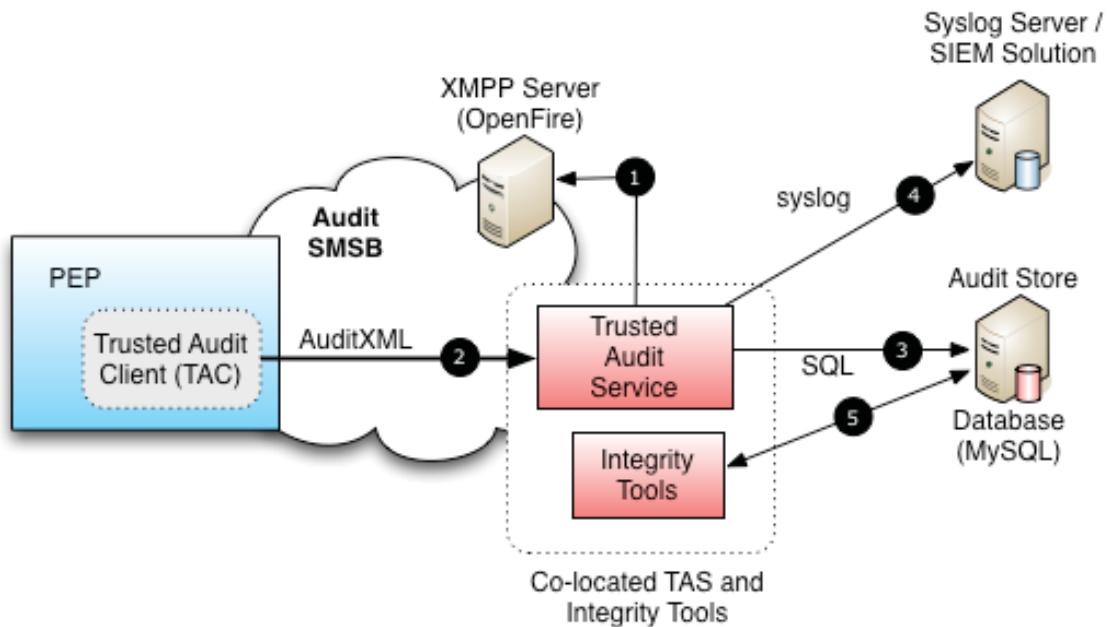 Syslog Server /
SIEM Solution
XMPP Server
(OpenFire)
1
4
syslog
Audit
SMSB
PEP
Audit Store
Trusted Audit
Client (TAC)
AuditXML
2
Trusted
Audit
Service
3
SQL
5
Database
(MySQL)
Integrity
Tools
Co-located TAS and
Integrity Tools